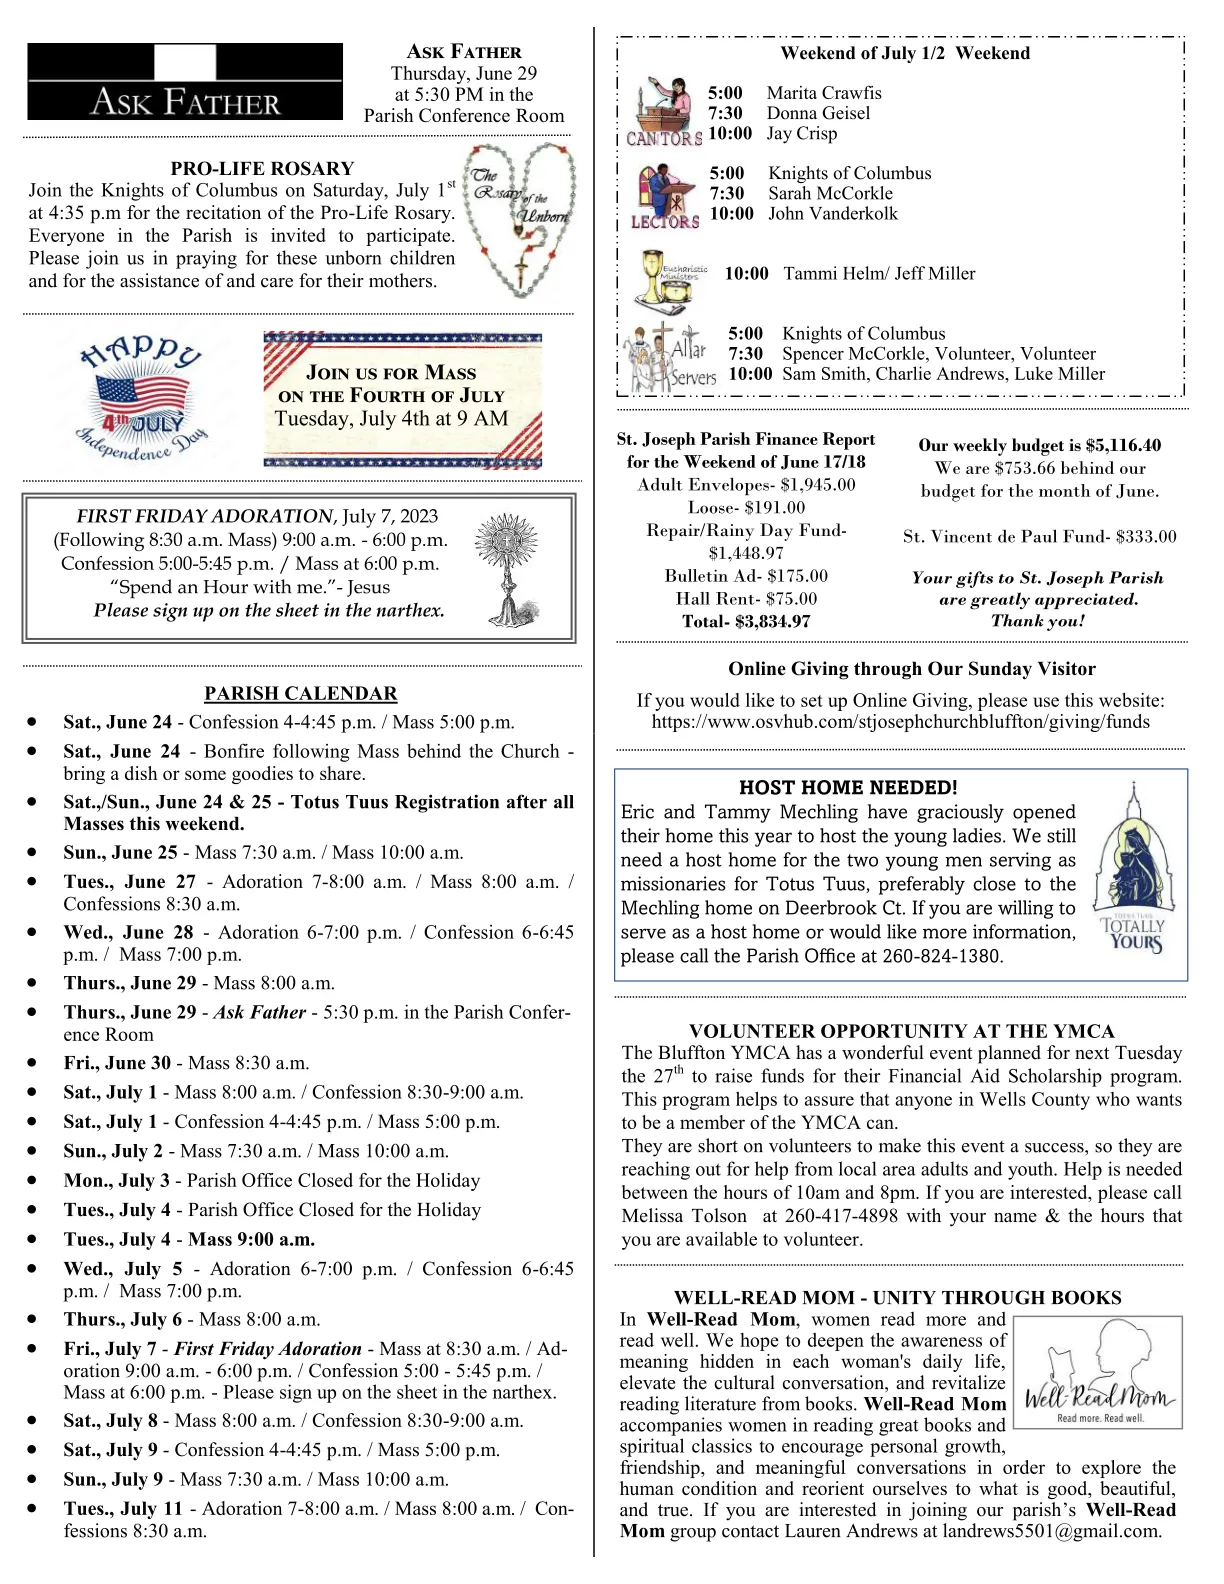 ASK FATHER
ASK FATHER
Thursday, June 29
at 5:30 PM in the
Parish Conference Room
PRO-LIFE ROSARY
Join the Knights of Columbus on Saturday, July 1st
at 4:35 p.m for the recitation of the Pro-Life Rosary.
Everyone in the Parish is invited to participate.
Please join us in praying for these unborn children
and for the assistance of and care for their mothers.
The
Rosary of the
Unborn
HAPPY
4th JULY
Independence Day
JOIN US FOR MASS
ON THE FOURTH OF JULY
Tuesday, July 4th at 9 AM
FIRST FRIDAY ADORATION, July 7, 2023
(Following 8:30 a.m. Mass) 9:00 a.m. - 6:00 p.m.
Confession 5:00-5:45 p.m. / Mass at 6:00 p.m.
“Spend an Hour with me.”- Jesus
Please sign up on the sheet in the narthex.
PARISH CALENDAR
• Sat., June 24 - Confession 4-4:45 p.m. / Mass 5:00 p.m.
• Sat., June 24 - Bonfire following Mass behind the Church -
bring a dish or some goodies to share.
• Sat.,/Sun., June 24 & 25 - Totus Tuus Registration after all
Masses this weekend.
• Sun., June 25 - Mass 7:30 a.m. / Mass 10:00 a.m.
• Tues., June 27 - Adoration 7-8:00 a.m. / Mass 8:00 a.m. /
Confessions 8:30 a.m.
• Wed., June 28 - Adoration 6-7:00 p.m. / Confession 6-6:45
p.m. / Mass 7:00 p.m.
• Thurs., June 29 - Mass 8:00 a.m.
• Thurs., June 29 - Ask Father - 5:30 p.m. in the Parish Confer-
ence Room
• Fri., June 30 - Mass 8:30 a.m.
• Sat., July 1 - Mass 8:00 a.m. / Confession 8:30-9:00 a.m.
• Sat., July 1 - Confession 4-4:45 p.m. / Mass 5:00 p.m.
• Sun., July 2 - Mass 7:30 a.m. / Mass 10:00 a.m.
• Mon., July 3 - Parish Office Closed for the Holiday
• Tues., July 4 - Parish Office Closed for the Holiday
• Tues., July 4 - Mass 9:00 a.m.
• Wed., July 5 - Adoration 6-7:00 p.m. / Confession 6-6:45
p.m. / Mass 7:00 p.m.
• Thurs., July 6 - Mass 8:00 a.m.
• Fri., July 7 - First Friday Adoration - Mass at 8:30 a.m. / Ad-
oration 9:00 a.m. - 6:00 p.m. / Confession 5:00 - 5:45 p.m. /
Mass at 6:00 p.m. - Please sign up on the sheet in the narthex.
• Sat., July 8 - Mass 8:00 a.m. / Confession 8:30-9:00 a.m.
• Sat., July 9 - Confession 4-4:45 p.m. / Mass 5:00 p.m.
• Sun., July 9 - Mass 7:30 a.m. / Mass 10:00 a.m.
• Tues., July 11 - Adoration 7-8:00 a.m. / Mass 8:00 a.m. / Con-
fessions 8:30 a.m.
Weekend of July 1/2 Weekend
CANTORS
5:00 Marita Crawfis
7:30 Donna Geisel
10:00 Jay Crisp
LECTORS
5:00 Knights of Columbus
7:30 Sarah McCorkle
10:00 John Vanderkolk
Eucharistic
Ministers
10:00 Tammi Helm/ Jeff Miller
Altar
Servers
5:00 Knights of Columbus
7:30 Spencer McCorkle, Volunteer, Volunteer
10:00 Sam Smith, Charlie Andrews, Luke Miller
St. Joseph Parish Finance Report
for the Weekend of June 17/18
Adult Envelopes- $1,945.00
Loose- $191.00
Repair/Rainy Day Fund-
$1,448.97
Bulletin Ad- $175.00
Hall Rent- $75.00
Total- $3,834.97
Our weekly budget is $5,116.40
We are $753.66 behind our
budget for the month of June.
St. Vincent de Paul Fund- $333.00
Your gifts to St. Joseph Parish
are greatly appreciated.
Thank you!
Online Giving through Our Sunday Visitor
If you would like to set up Online Giving, please use this website:
https://www.osvhub.com/stjosephchurchbluffton/giving/funds
HOST HOME NEEDED!
Eric and Tammy Mechling have graciously opened
their home this year to host the young ladies. We still
need a host home for the two young men serving as
missionaries for Totus Tuus, preferably close to the
Mechling home on Deerbrook Ct. If you are willing to
serve as a host home or would like more information,
please call the Parish Office at 260-824-1380.
TOTUS TUUS
TOTALLY
YOURS
VOLUNTEER OPPORTUNITY AT THE YMCA
The Bluffton YMCA has a wonderful event planned for next Tuesday
the 27th to raise funds for their Financial Aid Scholarship program.
This program helps to assure that anyone in Wells County who wants
to be a member of the YMCA can.
They are short on volunteers to make this event a success, so they are
reaching out for help from local area adults and youth. Help is needed
between the hours of 10am and 8pm. If you are interested, please call
Melissa Tolson at 260-417-4898 with your name & the hours that
you are available to volunteer.
WELL-READ MOM - UNITY THROUGH BOOKS
In Well-Read Mom, women read more and
read well. We hope to deepen the awareness of
meaning hidden in each woman's daily life,
elevate the cultural conversation, and revitalize
reading literature from books. Well-Read Mom
accompanies women in reading great books and
spiritual classics to encourage personal growth,
friendship, and meaningful conversations in order to explore the
human condition and reorient ourselves to what is good, beautiful,
and true. If you are interested in joining our parish’s Well-Read
Mom group contact Lauren Andrews at landrews5501@gmail.com.
Well-Read Mom
Read more. Read well.